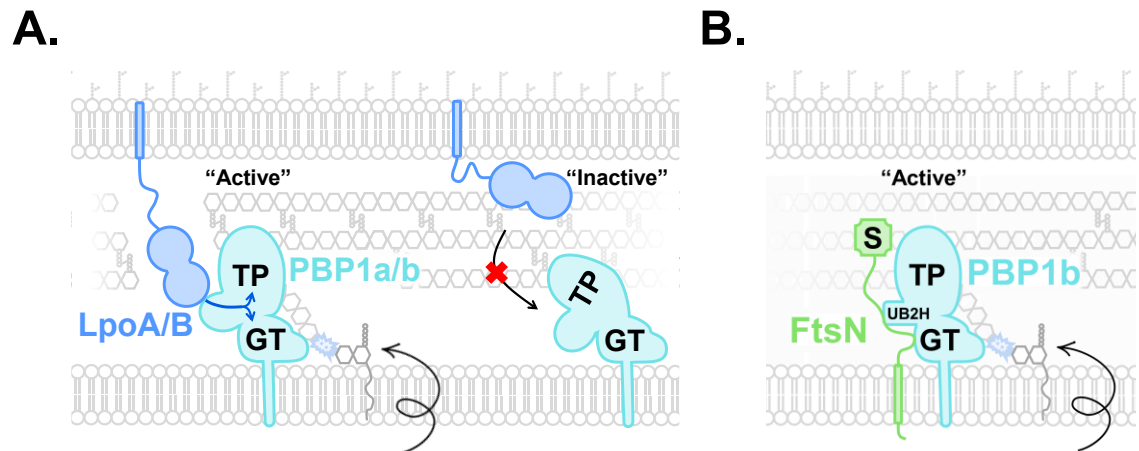 A.
B.
"Active"
"Inactive"
TP
PBP1a/b
LpoA/B
GT
TP
GT
"Active"
S
TP
PBP1b
UB2H
FtsN
GT